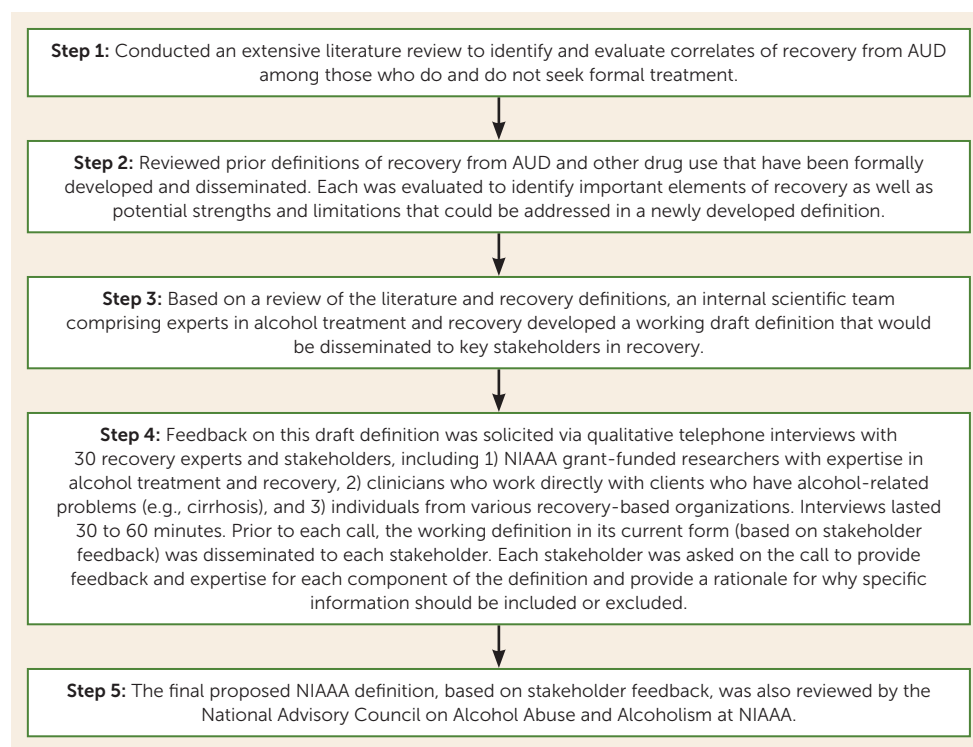 Step 1: Conducted an extensive literature review to identify and evaluate correlates of recovery from AUD
among those who do and do not seek formal treatment.
Step 2: Reviewed prior definitions of recovery from AUD and other drug use that have been formally
developed and disseminated. Each was evaluated to identify important elements of recovery as well as
potential strengths and limitations that could be addressed in a newly developed definition.
Step 3: Based on a review of the literature and recovery definitions, an internal scientific team
comprising experts in alcohol treatment and recovery developed a working draft definition that would
be disseminated to key stakeholders in recovery.
Step 4: Feedback on this draft definition was solicited via qualitative telephone interviews with
30 recovery experts and stakeholders, including 1) NIAAA grant-funded researchers with expertise in
alcohol treatment and recovery, 2) clinicians who work directly with clients who have alcohol-related
problems (e.g., cirrhosis), and 3) individuals from various recovery-based organizations. Interviews lasted
30 to 60 minutes. Prior to each call, the working definition in its current form (based on stakeholder
feedback) was disseminated to each stakeholder. Each stakeholder was asked on the call to provide
feedback and expertise for each component of the definition and provide a rationale for why specific
information should be included or excluded.
Step 5: The final proposed NIAAA definition, based on stakeholder feedback, was also reviewed by the
National Advisory Council on Alcohol Abuse and Alcoholism at NIAAA.